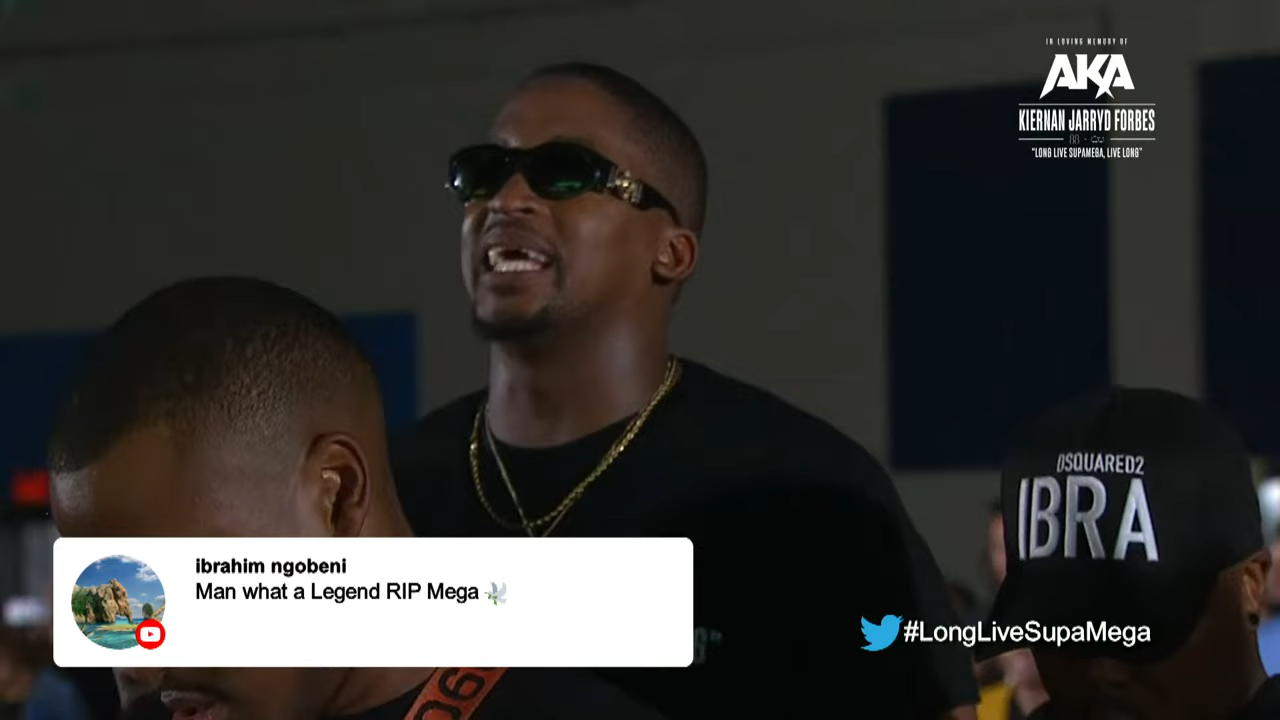 IN LOVING MEMORY OF
AKA
KIERNAN JARRYD FORBES
"LONG LIVE SUPAMEGA, LIVE LONG"
DSQUARED2
IBRA
ibrahim ngobeni
Man what a Legend RIP Mega
#LongLiveSupaMega